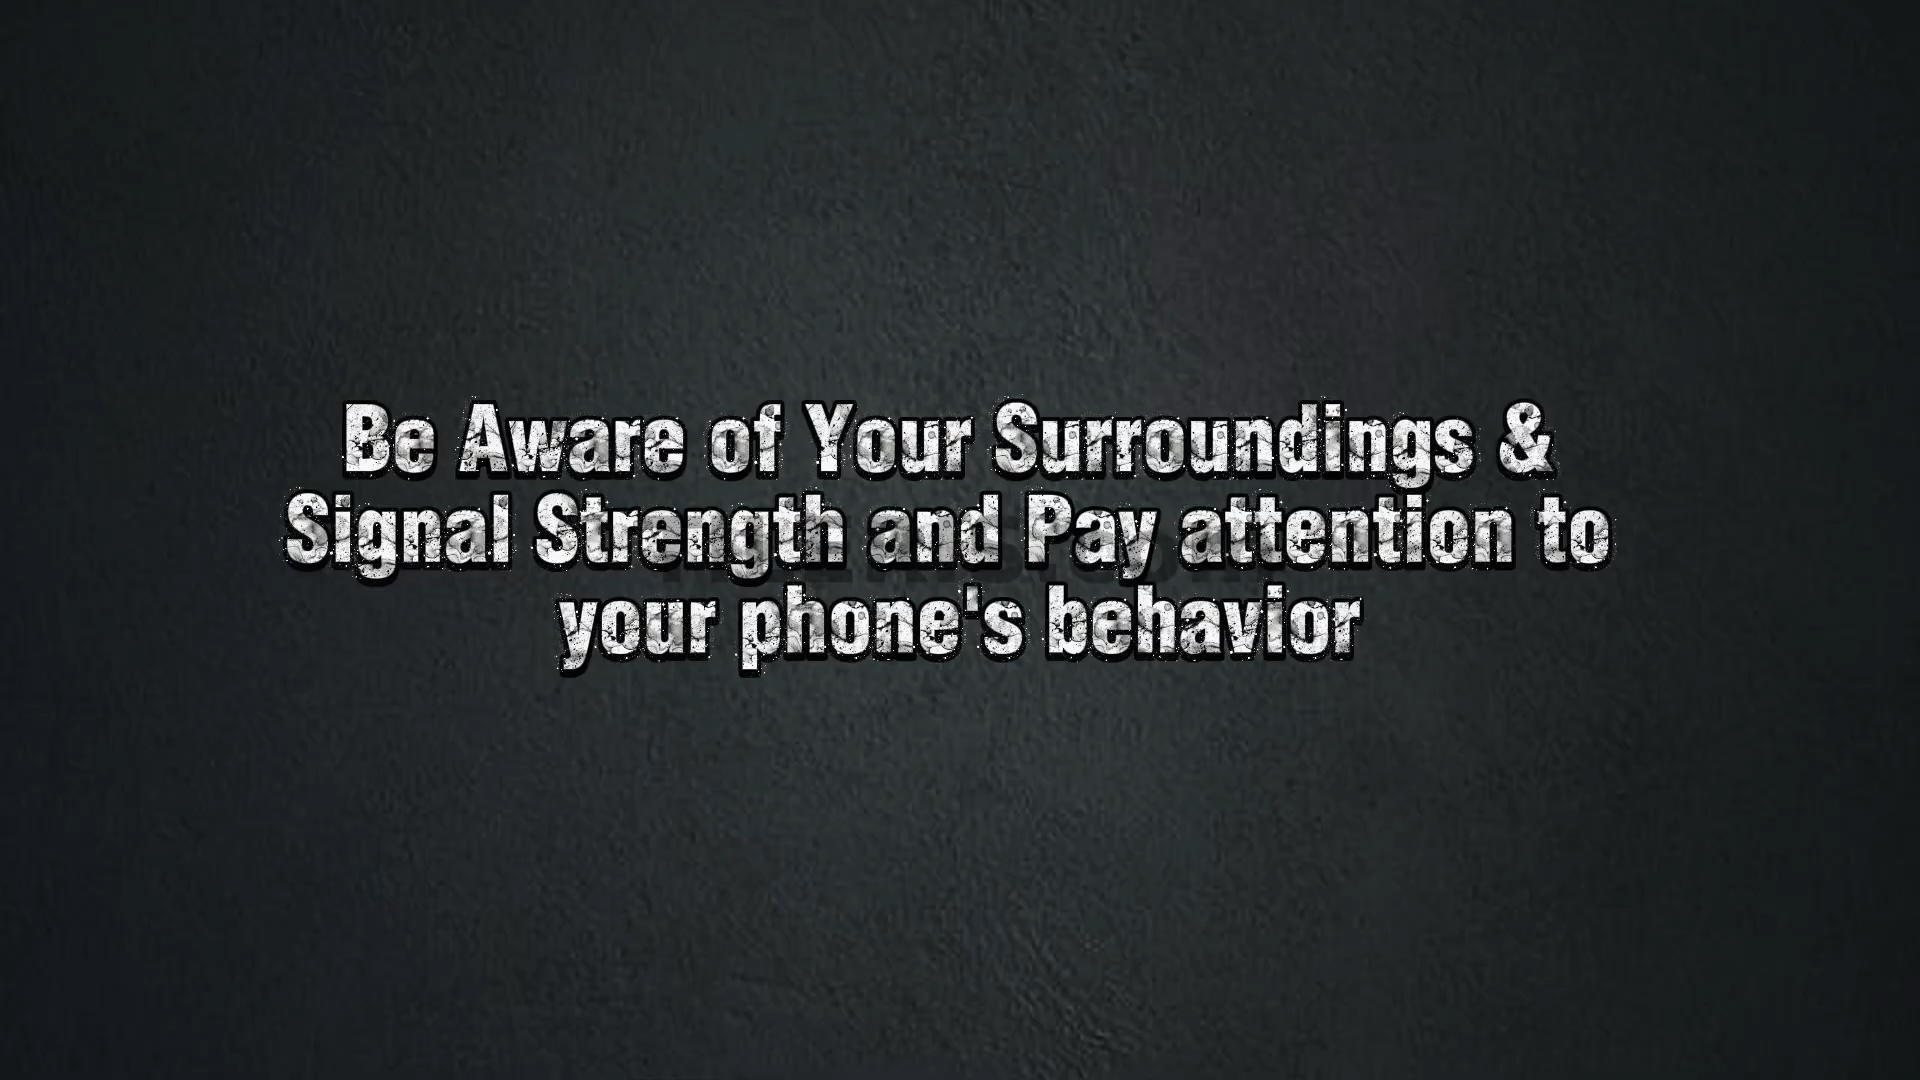 Be Aware of Your Surroundings &
Signal Strength and Pay attention to
your phone's behavior